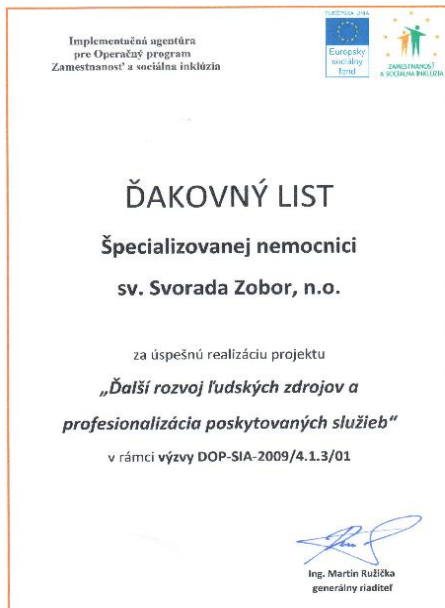 Implementačná agentúra
pre Operačný program
Zamestnanosť a sociálna inklúzia
EURÓPSKA ÚNIA
Európsky
sociálny
fond
ZAMESTNANOSŤ
A SOCIÁLNA INKLÚZIA
ĎAKOVNÝ LIST
Špecializovanej nemocnici
sv. Svorada Zobor, n.o.
za úspešnú realizáciu projektu
„Ďalší rozvoj ľudských zdrojov a
profesionalizácia poskytovaných služieb“
v rámci výzvy DOP-SIA-2009/4.1.3/01
Ing. Martin Ružička
generálny riaditeľ